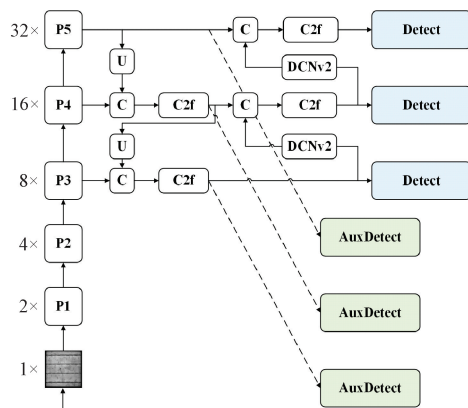 32× P5 C C2f Detect
U DCNv2
16× P4 C C2f C C2f Detect
U DCNv2
8× P3 C C2f Detect
AuxDetect
4× P2
2× P1 AuxDetect
1× AuxDetect